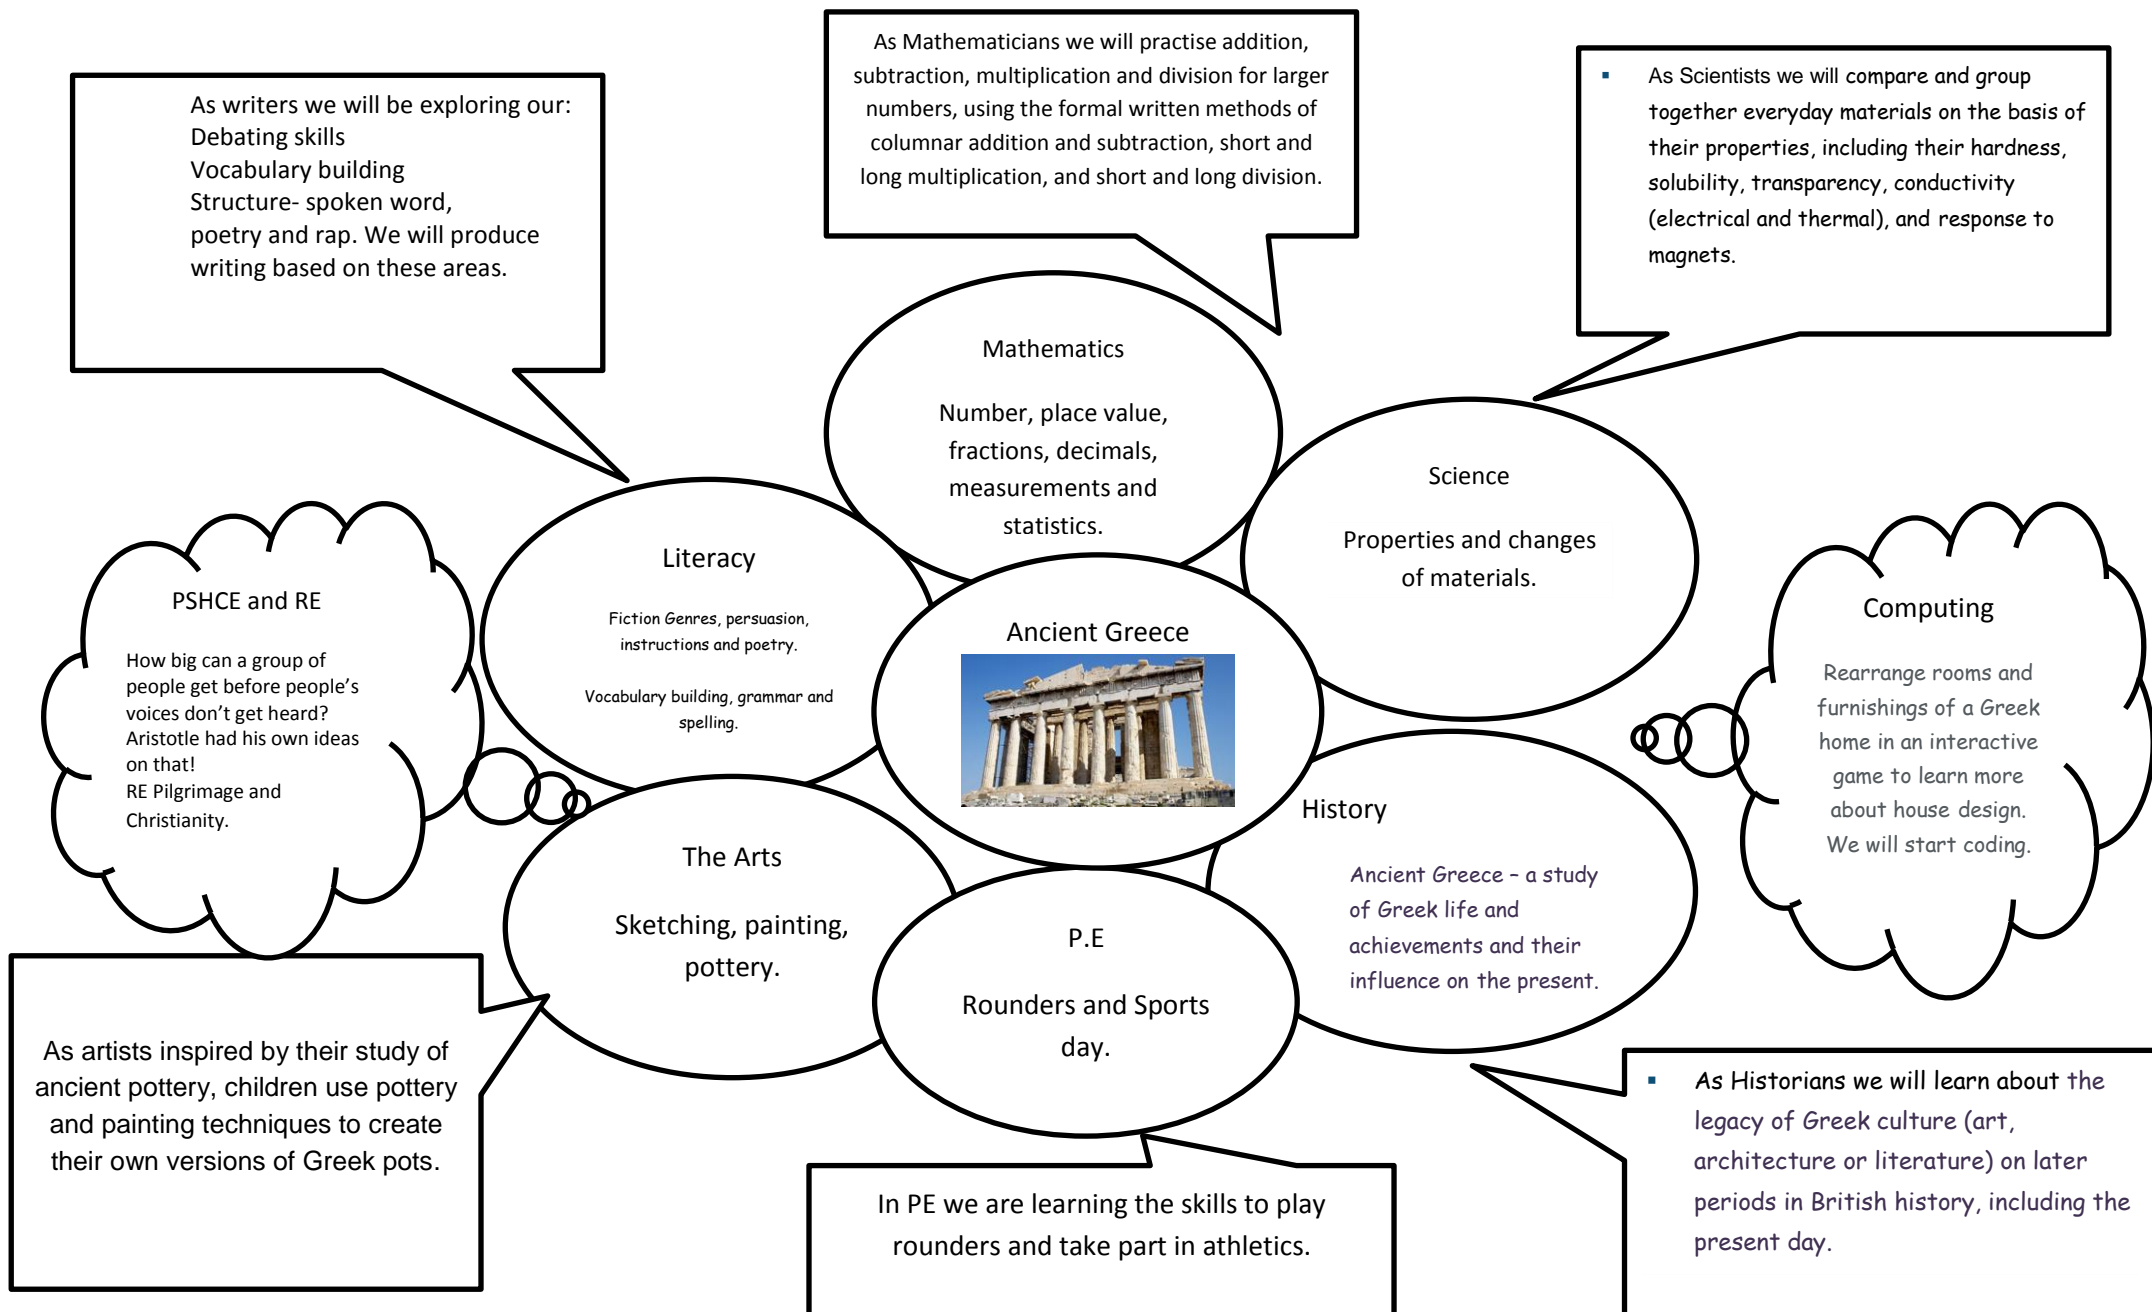 As writers we will be exploring our:
Debating skills
Vocabulary building
Structure- spoken word,
poetry and rap. We will produce
writing based on these areas.
As Mathematicians we will practise addition,
subtraction, multiplication and division for larger
numbers, using the formal written methods of
columnar addition and subtraction, short and
long multiplication, and short and long division.
▪ As Scientists we will compare and group
together everyday materials on the basis of
their properties, including their hardness,
solubility, transparency, conductivity
(electrical and thermal), and response to
magnets.
Mathematics
Number, place value,
fractions, decimals,
measurements and
statistics.
Science
Properties and changes
of materials.
Literacy
Fiction Genres, persuasion,
instructions and poetry.
Vocabulary building, grammar and
spelling.
PSHCE and RE
How big can a group of
people get before people’s
voices don’t get heard?
Aristotle had his own ideas
on that!
RE Pilgrimage and
Christianity.
Ancient Greece
Computing
Rearrange rooms and
furnishings of a Greek
home in an interactive
game to learn more
about house design.
We will start coding.
History
Ancient Greece – a study
of Greek life and
achievements and their
influence on the present.
The Arts
Sketching, painting,
pottery.
P.E
Rounders and Sports
day.
As artists inspired by their study of
ancient pottery, children use pottery
and painting techniques to create
their own versions of Greek pots.
In PE we are learning the skills to play
rounders and take part in athletics.
▪ As Historians we will learn about the
legacy of Greek culture (art,
architecture or literature) on later
periods in British history, including the
present day.